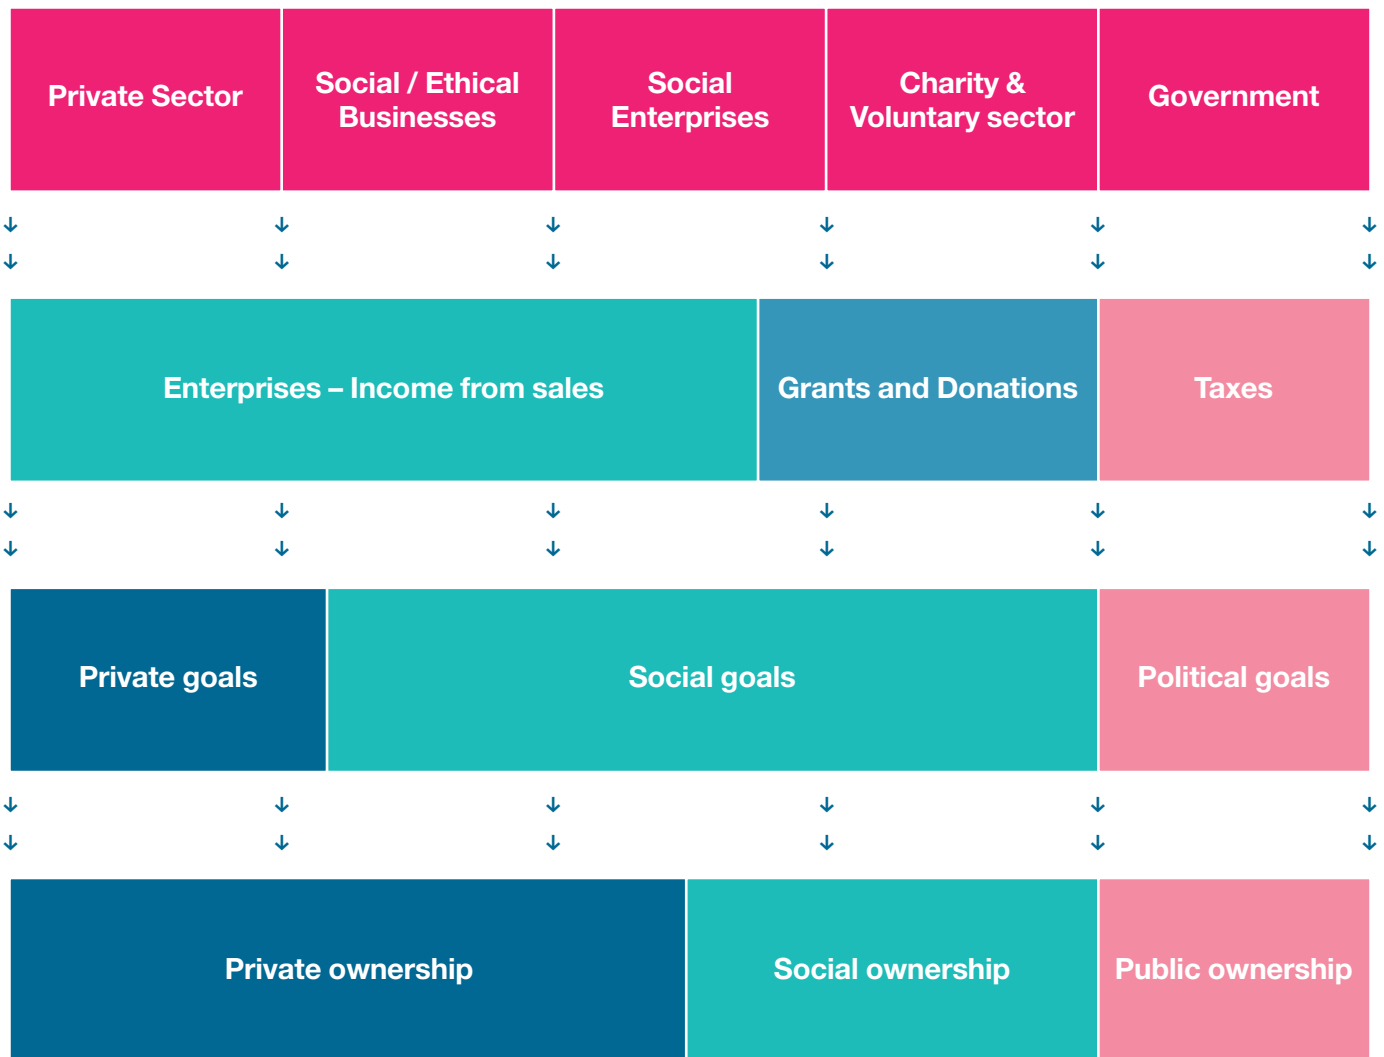 Private Sector
Social / Ethical
Businesses
Social
Enterprises
Charity &
Voluntary sector
Government
Enterprises – Income from sales
Grants and Donations
Taxes
Private goals
Social goals
Political goals
Private ownership
Social ownership
Public ownership